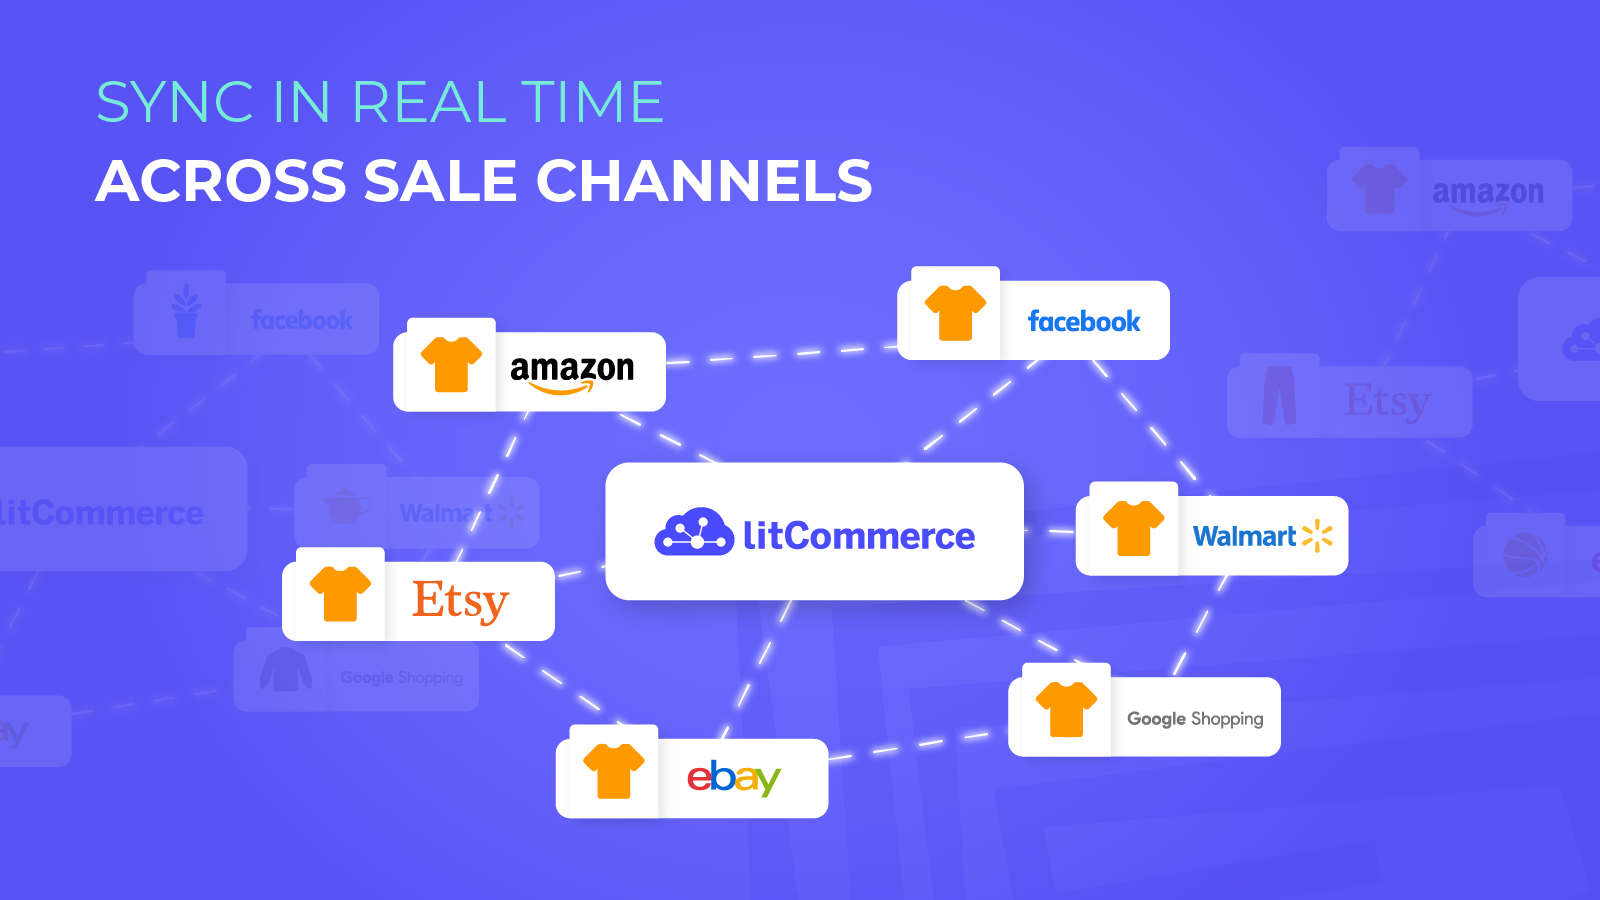 SYNC IN REAL TIME
ACROSS SALE CHANNELS
amazon
facebook
amazon
facebook
Etsy
litCommerce
Walmart
litCommerce
Walmart
Etsy
Google Shopping
Google Shopping
ebay